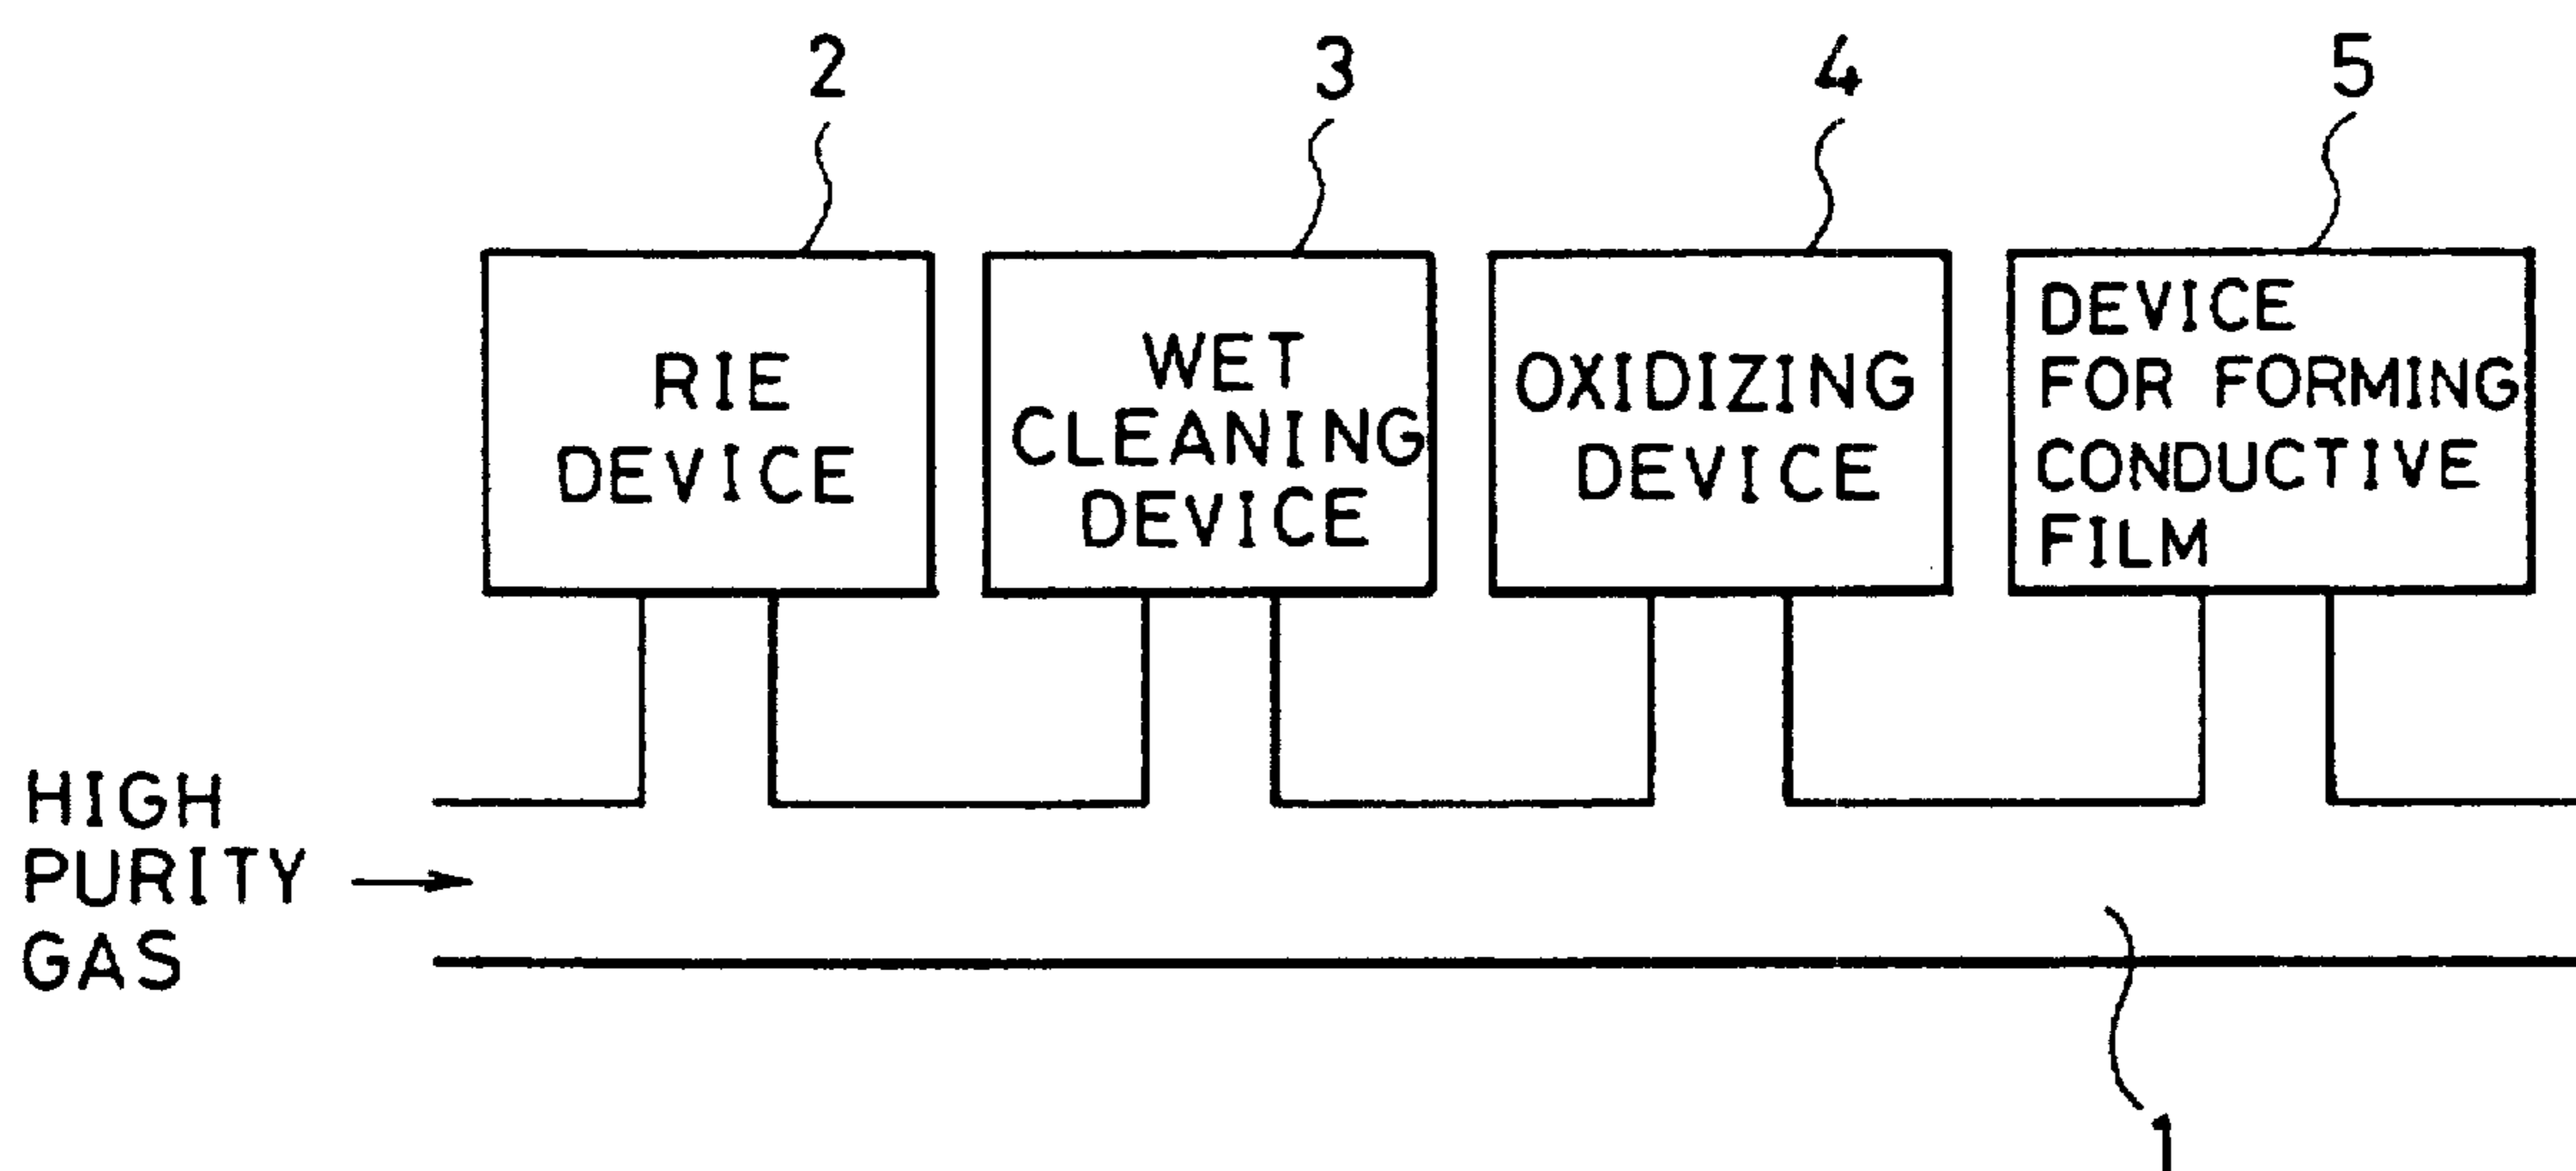 2
3
4
5
RIE
DEVICE
WET
CLEANING
DEVICE
OXIDIZING
DEVICE
DEVICE
FOR FORMING
CONDUCTIVE
FILM
HIGH
PURITY
GAS
1